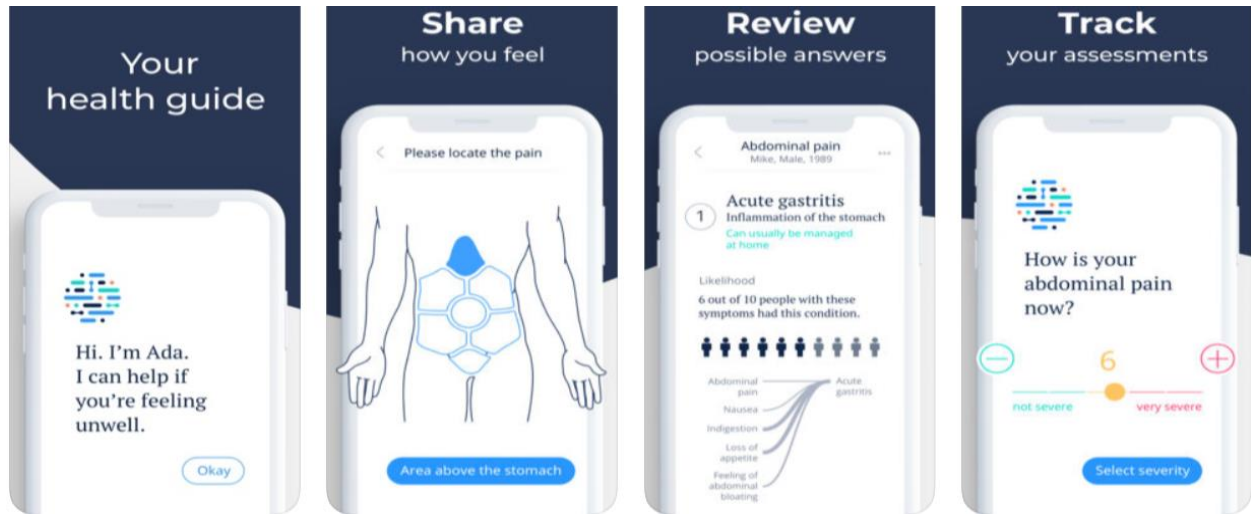 Your
health guide
Hi. I'm Ada.
I can help if
you're feeling
unwell.
Okay
Share
how you feel
Please locate the pain
Area above the stomach
Review
possible answers
Abdominal pain
Mike, Male, 1989
1
Acute gastritis
Inflammation of the stomach
Can usually be managed
at home
Likelihood
6 out of 10 people with these
symptoms had this condition.
Abdominal
pain
Acute
gastritis
Nausea
Indigestion
Loss of
appetite
Feeling of
abdominal
bloating
Track
your assessments
How is your
abdominal pain
now?
6
not severe
very severe
Select severity